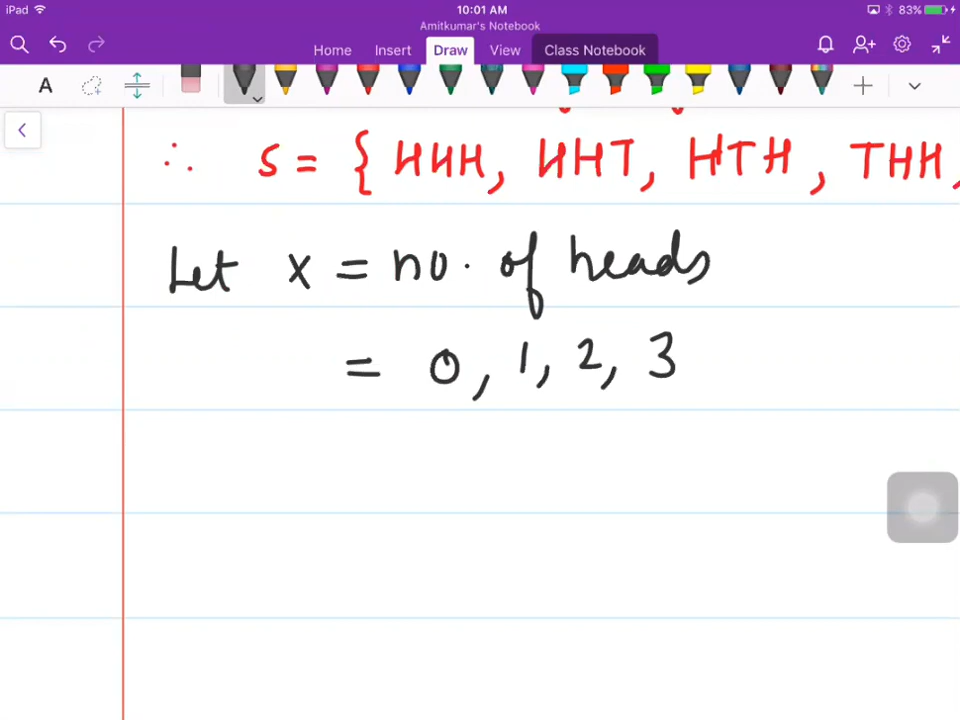 iPad 10:01 AM 83%
Amitkumar's Notebook
Home Insert Draw View Class Notebook
A
∴ S = { HHH, HHT, HTH, THH,
Let x = no. of heads
= 0, 1, 2, 3